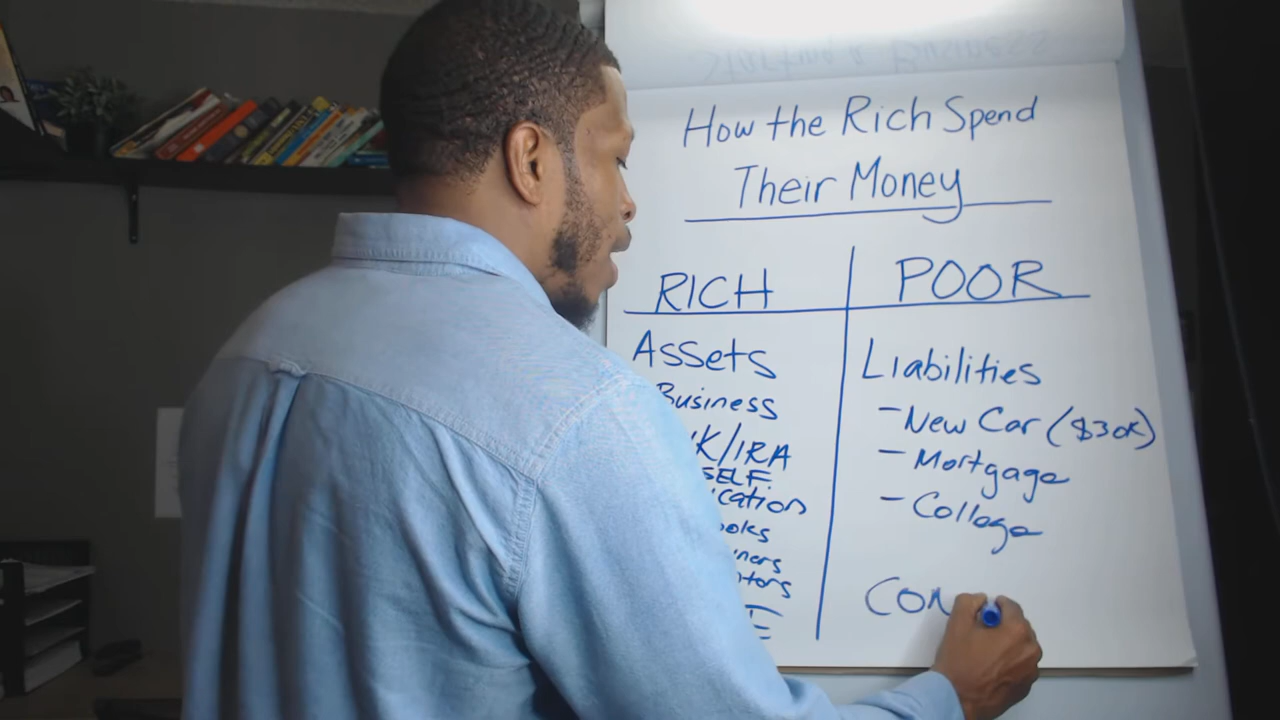 How the Rich Spend
Their Money
RICH
POOR
Assets
Business
K/IRA
SELF
cation
ooks
ners
tors
E
Liabilities
- New Car ($30K)
- Mortgage
- College
CON